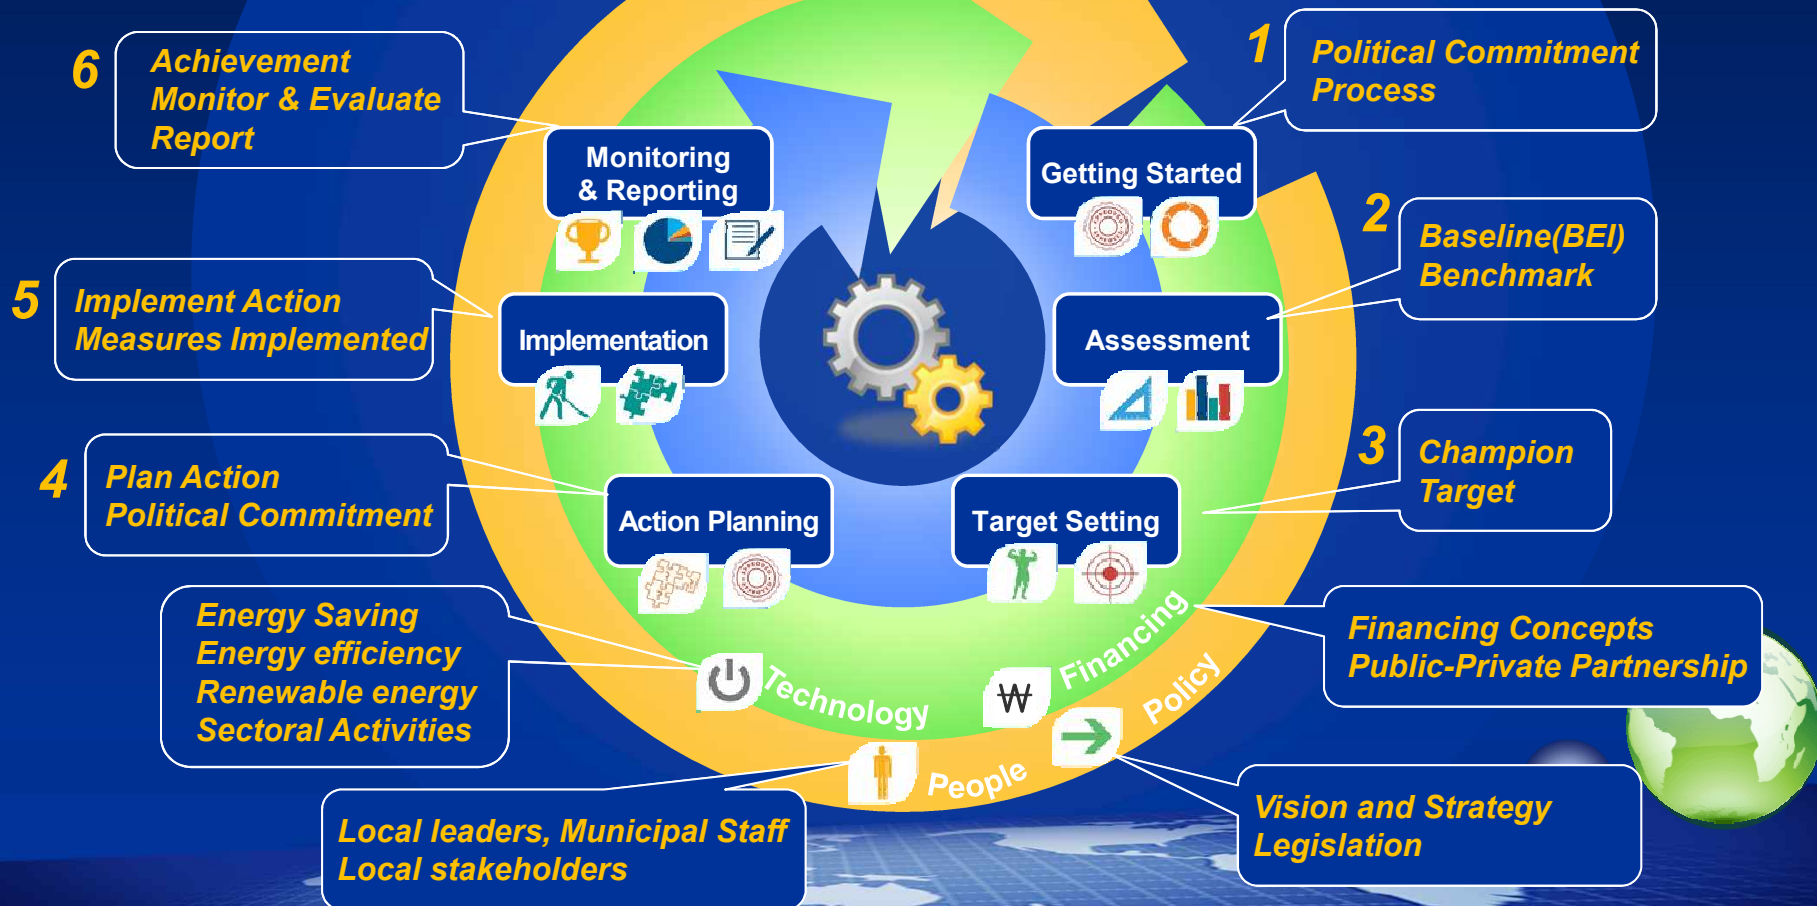 6
Achievement
Monitor & Evaluate
Report
1
Political Commitment
Process
Monitoring
& Reporting
Getting Started
2
Baseline(BEI)
Benchmark
5
Implement Action
Measures Implemented
Implementation
Assessment
4
Plan Action
Political Commitment
3
Champion
Target
Action Planning
Target Setting
Energy Saving
Energy efficiency
Renewable energy
Sectoral Activities
Technology
₩
Financing
Financing Concepts
Public-Private Partnership
People
Policy
Local leaders, Municipal Staff
Local stakeholders
Vision and Strategy
Legislation